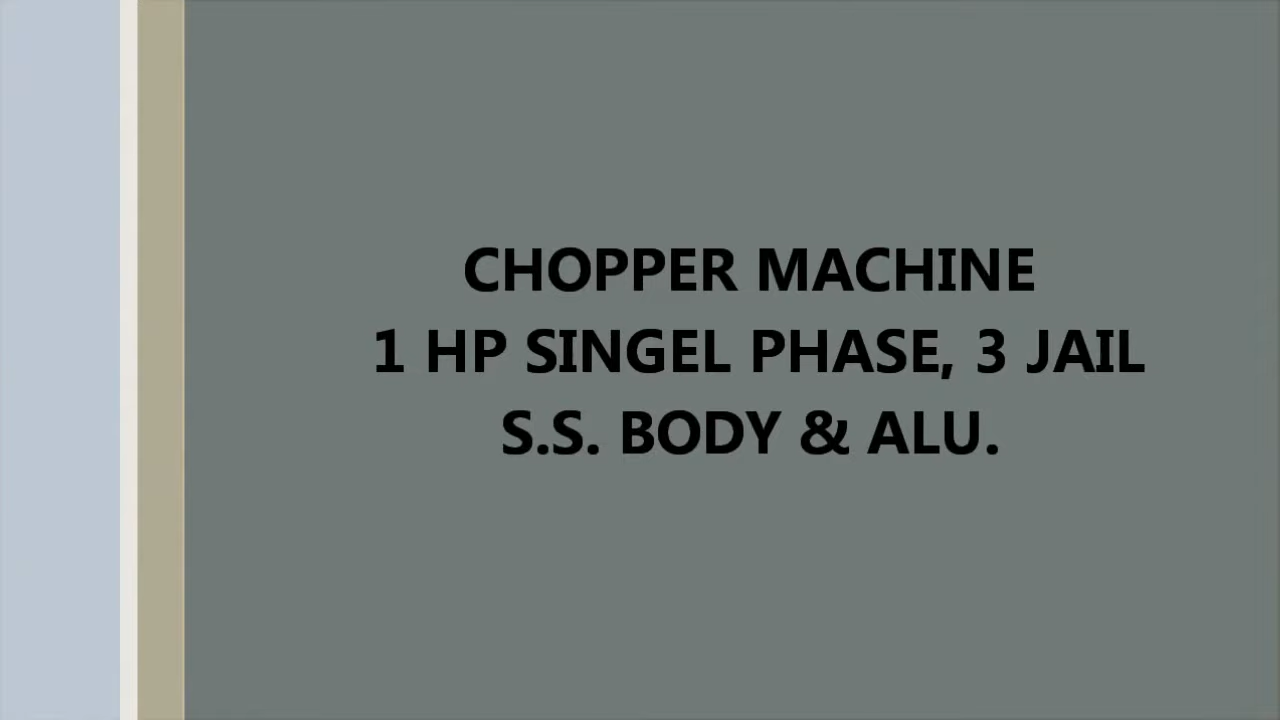 CHOPPER MACHINE
1 HP SINGEL PHASE, 3 JAIL
S.S. BODY & ALU.